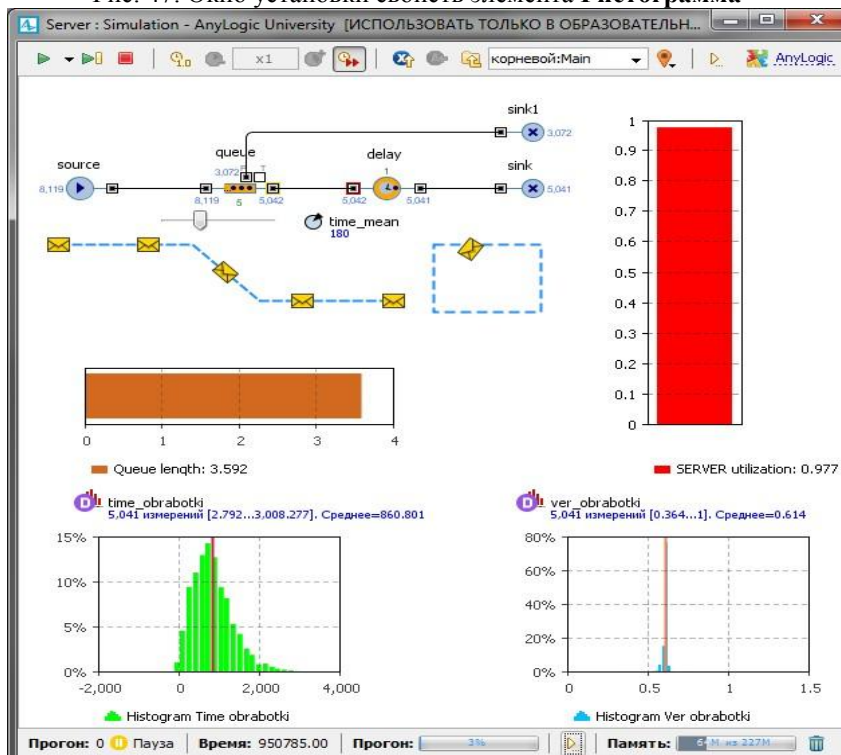 Рис. 47. Окно установки свойств элемента Гистограмма
Server : Simulation - AnyLogic University [ИСПОЛЬЗОВАТЬ ТОЛЬКО В ОБРАЗОВАТЕЛЬН...
x1 корневой:Main AnyLogic
sink1
3,072
queue
delay
source
sink
3,072
T
1
8,119
8,119
5
5,042
5,042
5,041
5,041
time_mean
180
1
0.9
0.8
0.7
0.6
0.5
0.4
0.3
0.2
0.1
0
0 1 2 3 4
Queue length: 3.592
SERVER utilization: 0.977
time_obrabotki
5,041 измерений [2.792...3,008.277]. Среднее=860.801
15%
10%
5%
0%
-2,000 0 2,000 4,000
Histogram Time obrabotki
ver_obrabotki
5,041 измерений [0.364...1]. Среднее=0.614
80%
60%
40%
20%
0%
0 0.5 1 1.5
Histogram Ver obrabotki
Прогон: 0 Пауза Время: 950785.00 Прогон: 3% Память: М из 227М